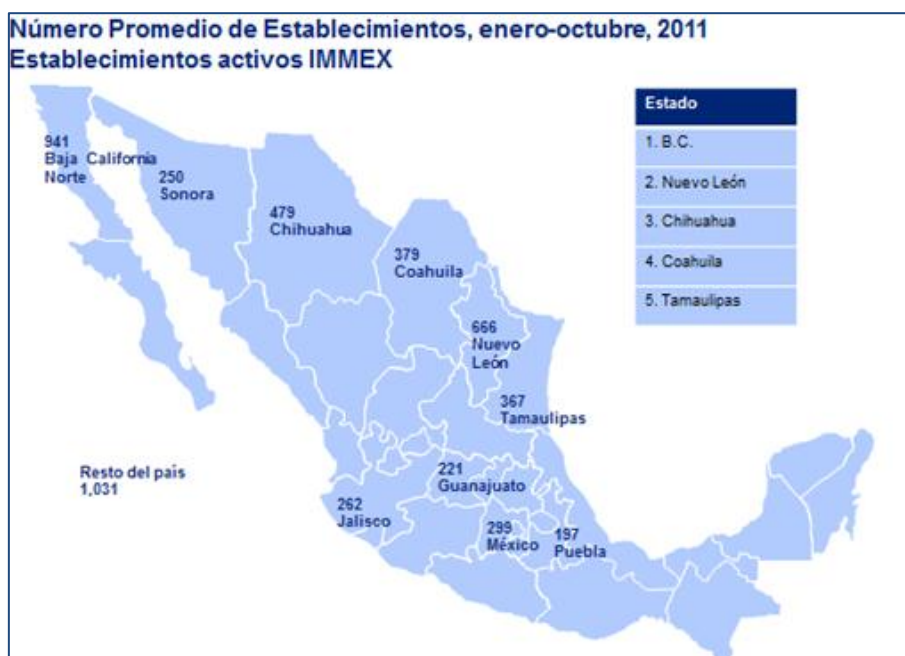 Número Promedio de Establecimientos, enero-octubre, 2011
Establecimientos activos IMMEX
Estado
1. B.C.
2. Nuevo León
3. Chihuahua
4. Coahuila
5. Tamaulipas
941
Baja California
Norte
250
Sonora
479
Chihuahua
379
Coahuila
666
Nuevo
León
367
Tamaulipas
Resto del país
1,031
221
Guanajuato
262
Jalisco
299
México
197
Puebla